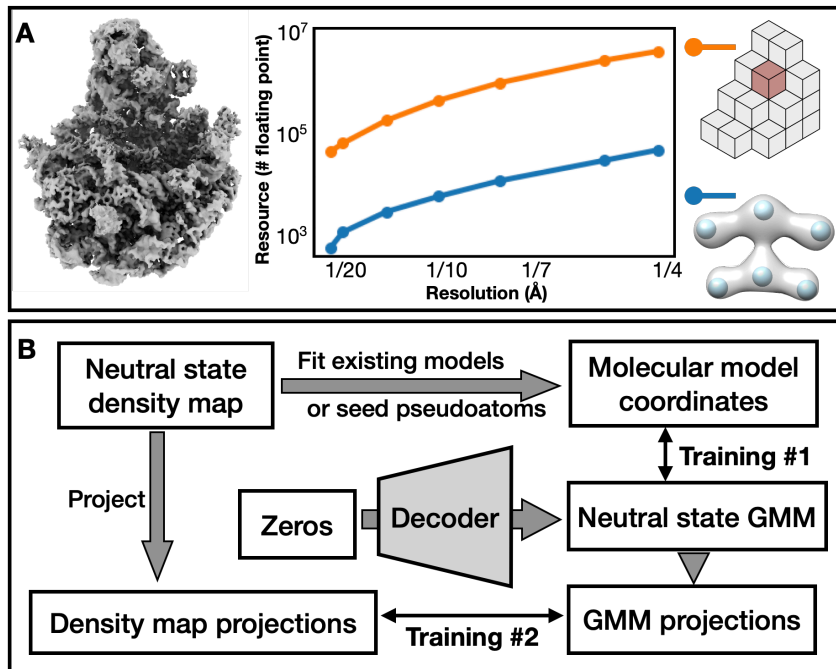 A
Resource (# floating point)
10⁷
10⁵
10³
1/20
1/10
1/7
1/4
Resolution (Å)
B
Neutral state
density map
Fit existing models
or seed pseudoatoms
Molecular model
coordinates
Training #1
Project
Zeros
Decoder
Neutral state GMM
Density map projections
Training #2
GMM projections